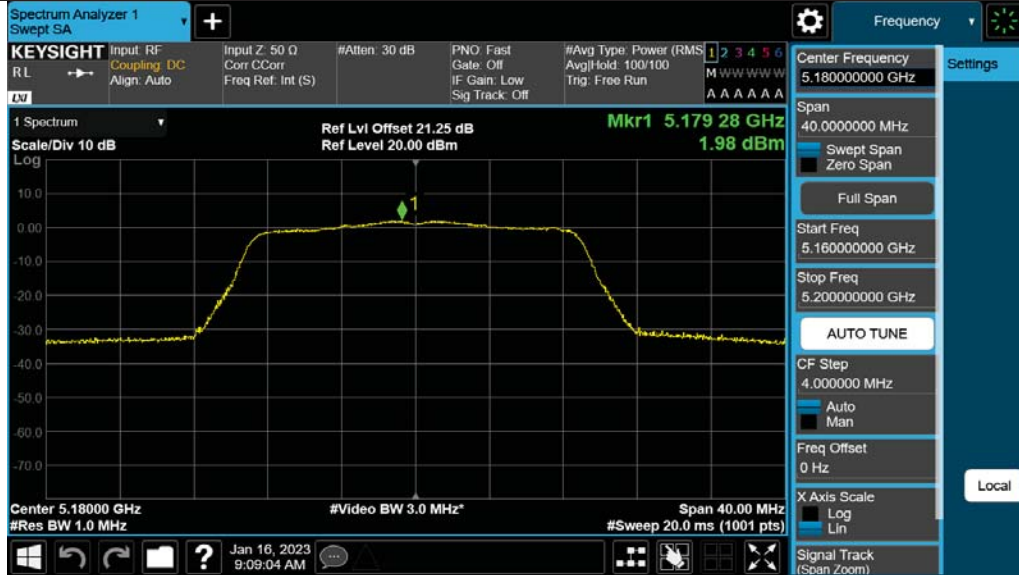 Spectrum Analyzer 1
Swept SA
+
Frequency
KEYSIGHT
RL
LXI
Input: RF
Coupling: DC
Align: Auto
Input Z: 50 Ω
Corr CCorr
Freq Ref: Int (S)
#Atten: 30 dB
PNO: Fast
Gate: Off
IF Gain: Low
Sig Track: Off
#Avg Type: Power (RMS
Avg|Hold: 100/100
Trig: Free Run
1 2 3 4 5 6
M W W W W W
A A A A A A
1 Spectrum
Scale/Div 10 dB
Log
Ref Lvl Offset 21.25 dB
Ref Level 20.00 dBm
Mkr1 5.179 28 GHz
1.98 dBm
1
10.0
0.00
-10.0
-20.0
-30.0
-40.0
-50.0
-60.0
-70.0
Center 5.18000 GHz
#Res BW 1.0 MHz
#Video BW 3.0 MHz*
Span 40.00 MHz
#Sweep 20.0 ms (1001 pts)
?
Jan 16, 2023
9:09:04 AM
Center Frequency
5.180000000 GHz
Span
40.0000000 MHz
Swept Span
Zero Span
Full Span
Start Freq
5.160000000 GHz
Stop Freq
5.200000000 GHz
AUTO TUNE
CF Step
4.000000 MHz
Auto
Man
Freq Offset
0 Hz
X Axis Scale
Log
Lin
Signal Track
(Span Zoom)
Settings
Local